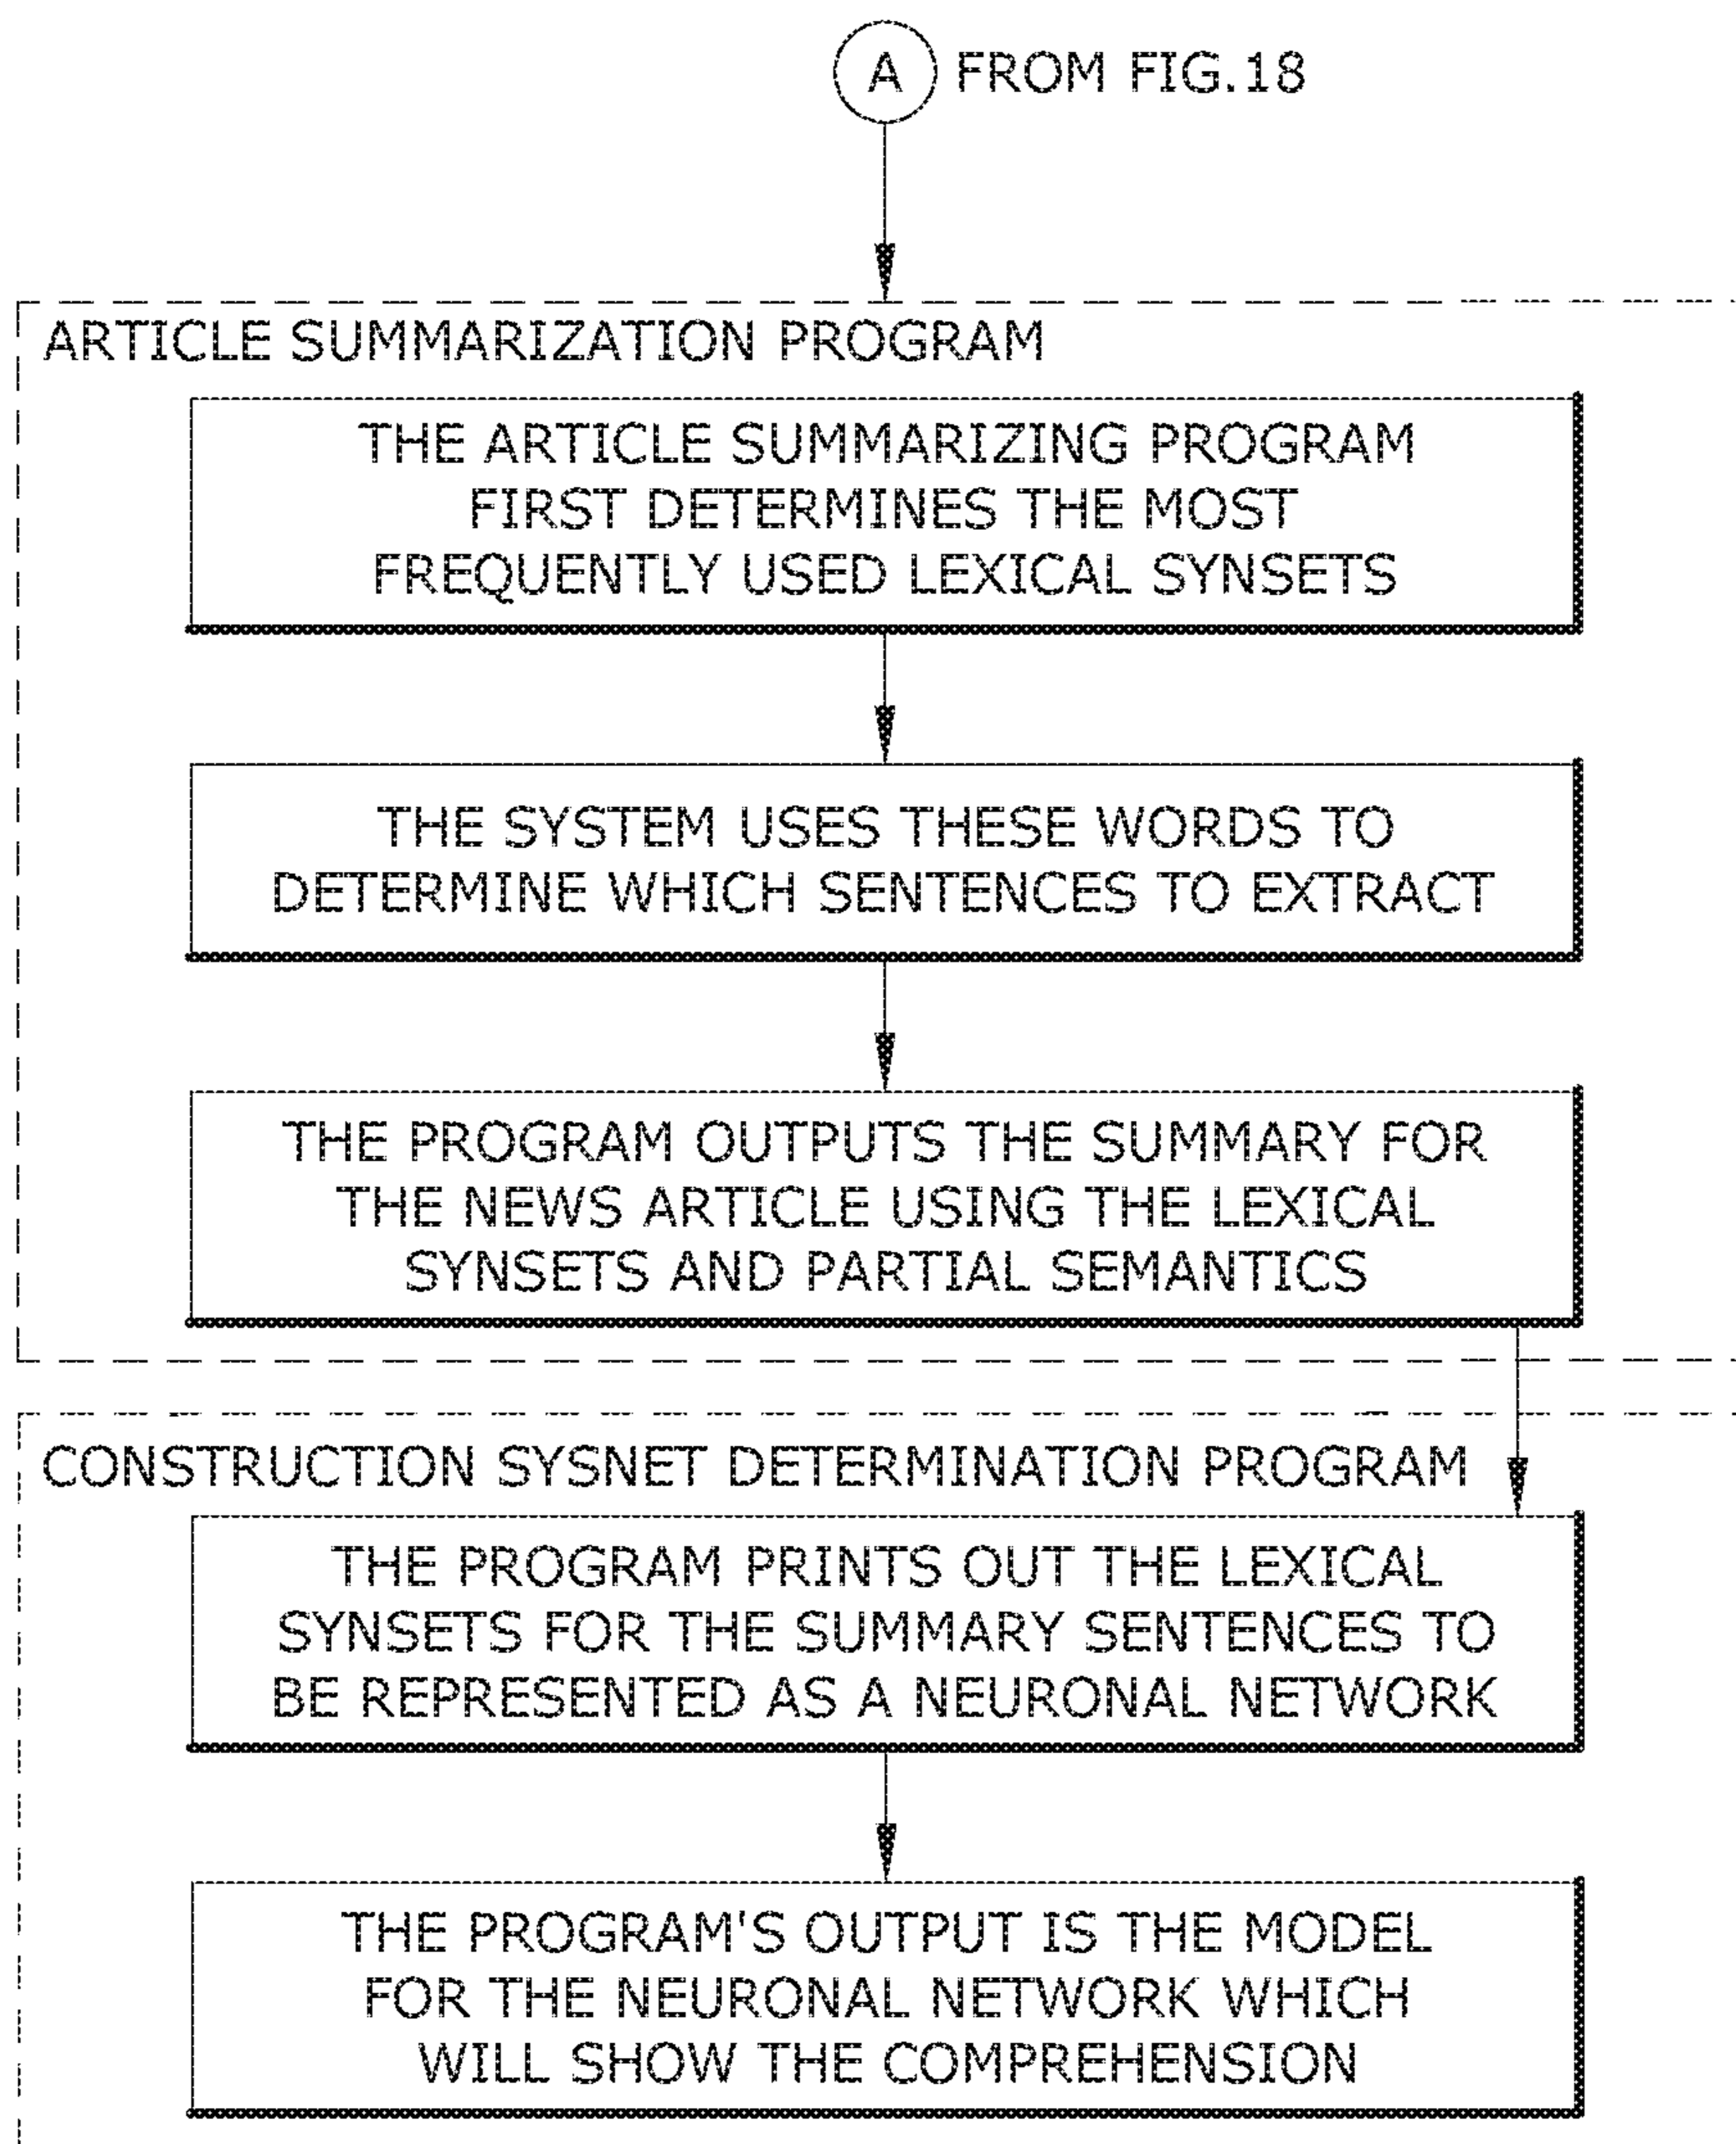 A FROM FIG.18
ARTICLE SUMMARIZATION PROGRAM
THE ARTICLE SUMMARIZING PROGRAM
FIRST DETERMINES THE MOST
FREQUENTLY USED LEXICAL SYNSETS
THE SYSTEM USES THESE WORDS TO
DETERMINE WHICH SENTENCES TO EXTRACT
THE PROGRAM OUTPUTS THE SUMMARY FOR
THE NEWS ARTICLE USING THE LEXICAL
SYNSETS AND PARTIAL SEMANTICS
CONSTRUCTION SYSNET DETERMINATION PROGRAM
THE PROGRAM PRINTS OUT THE LEXICAL
SYNSETS FOR THE SUMMARY SENTENCES TO
BE REPRESENTED AS A NEURONAL NETWORK
THE PROGRAM'S OUTPUT IS THE MODEL
FOR THE NEURONAL NETWORK WHICH
WILL SHOW THE COMPREHENSION